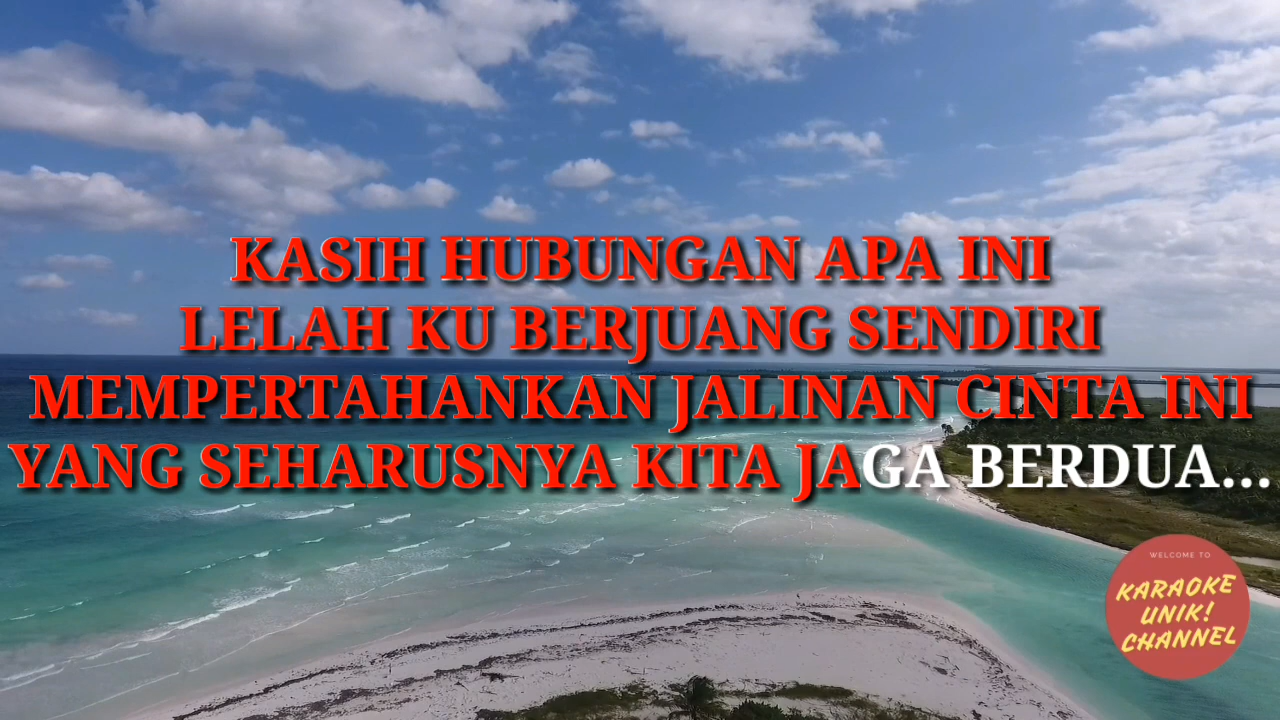 KASIH HUBUNGAN APA INI
LELAH KU BERJUANG SENDIRI
MEMPERTAHANKAN JALINAN CINTA INI
YANG SEHARUSNYA KITA JAGA BERDUA...
WELCOME TO
KARAOKE
UNIK!
CHANNEL